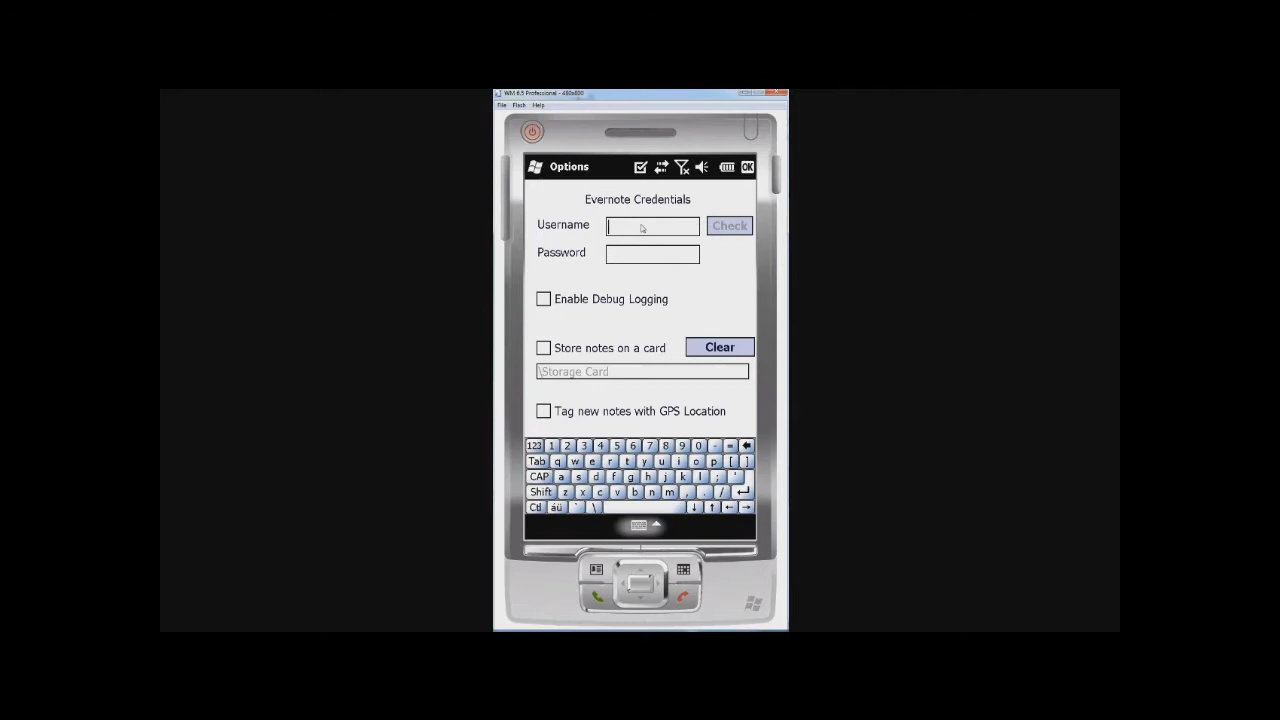 WM 6.5 Professional - 480x800
File Flash Help
Options OK
Evernote Credentials
Username Check
Password
Enable Debug Logging
Store notes on a card Clear
\Storage Card
Tag new notes with GPS Location
123 1 2 3 4 5 6 7 8 9 0 - =
Tab q w e r t y u i o p [ ]
CAP a s d f g h j k l ; '
Shift z x c v b n m , . /
Ctl áü ` \